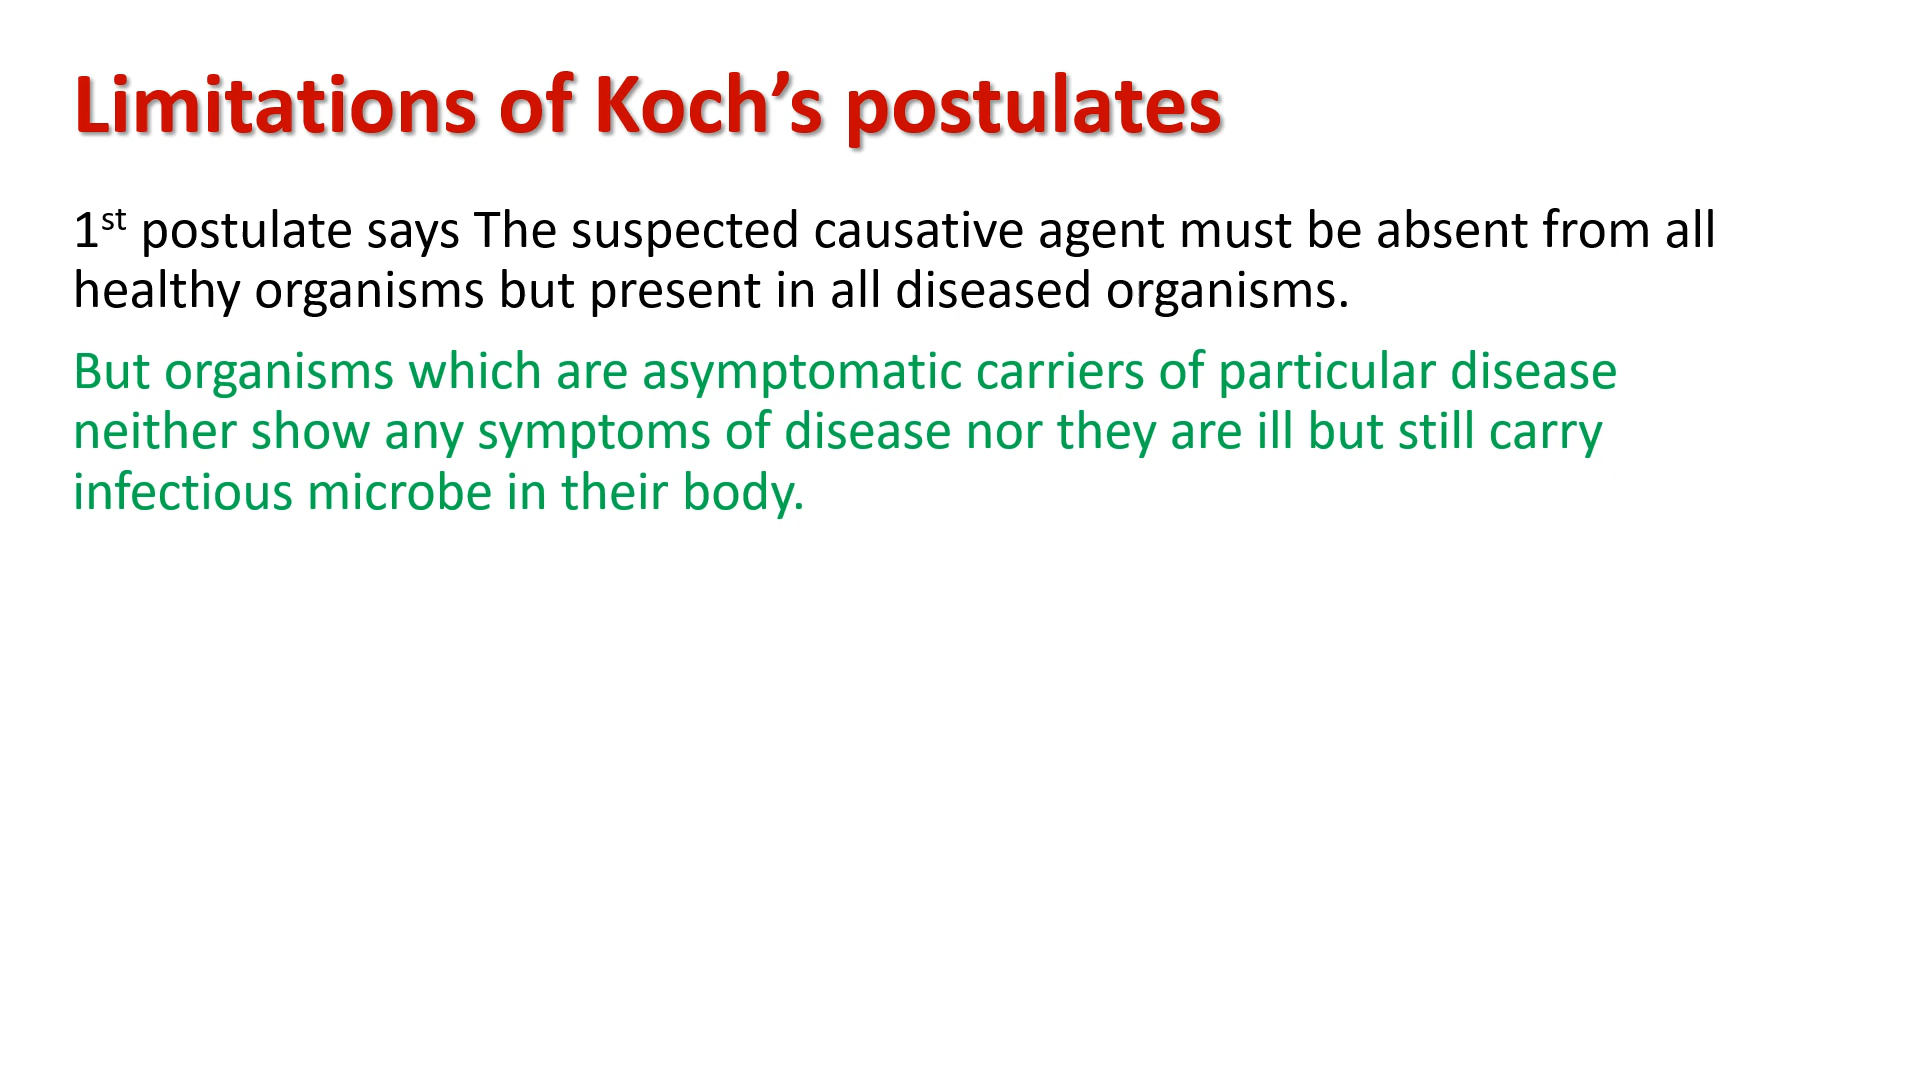 Limitations of Koch’s postulates
1st postulate says The suspected causative agent must be absent from all
healthy organisms but present in all diseased organisms.
But organisms which are asymptomatic carriers of particular disease
neither show any symptoms of disease nor they are ill but still carry
infectious microbe in their body.